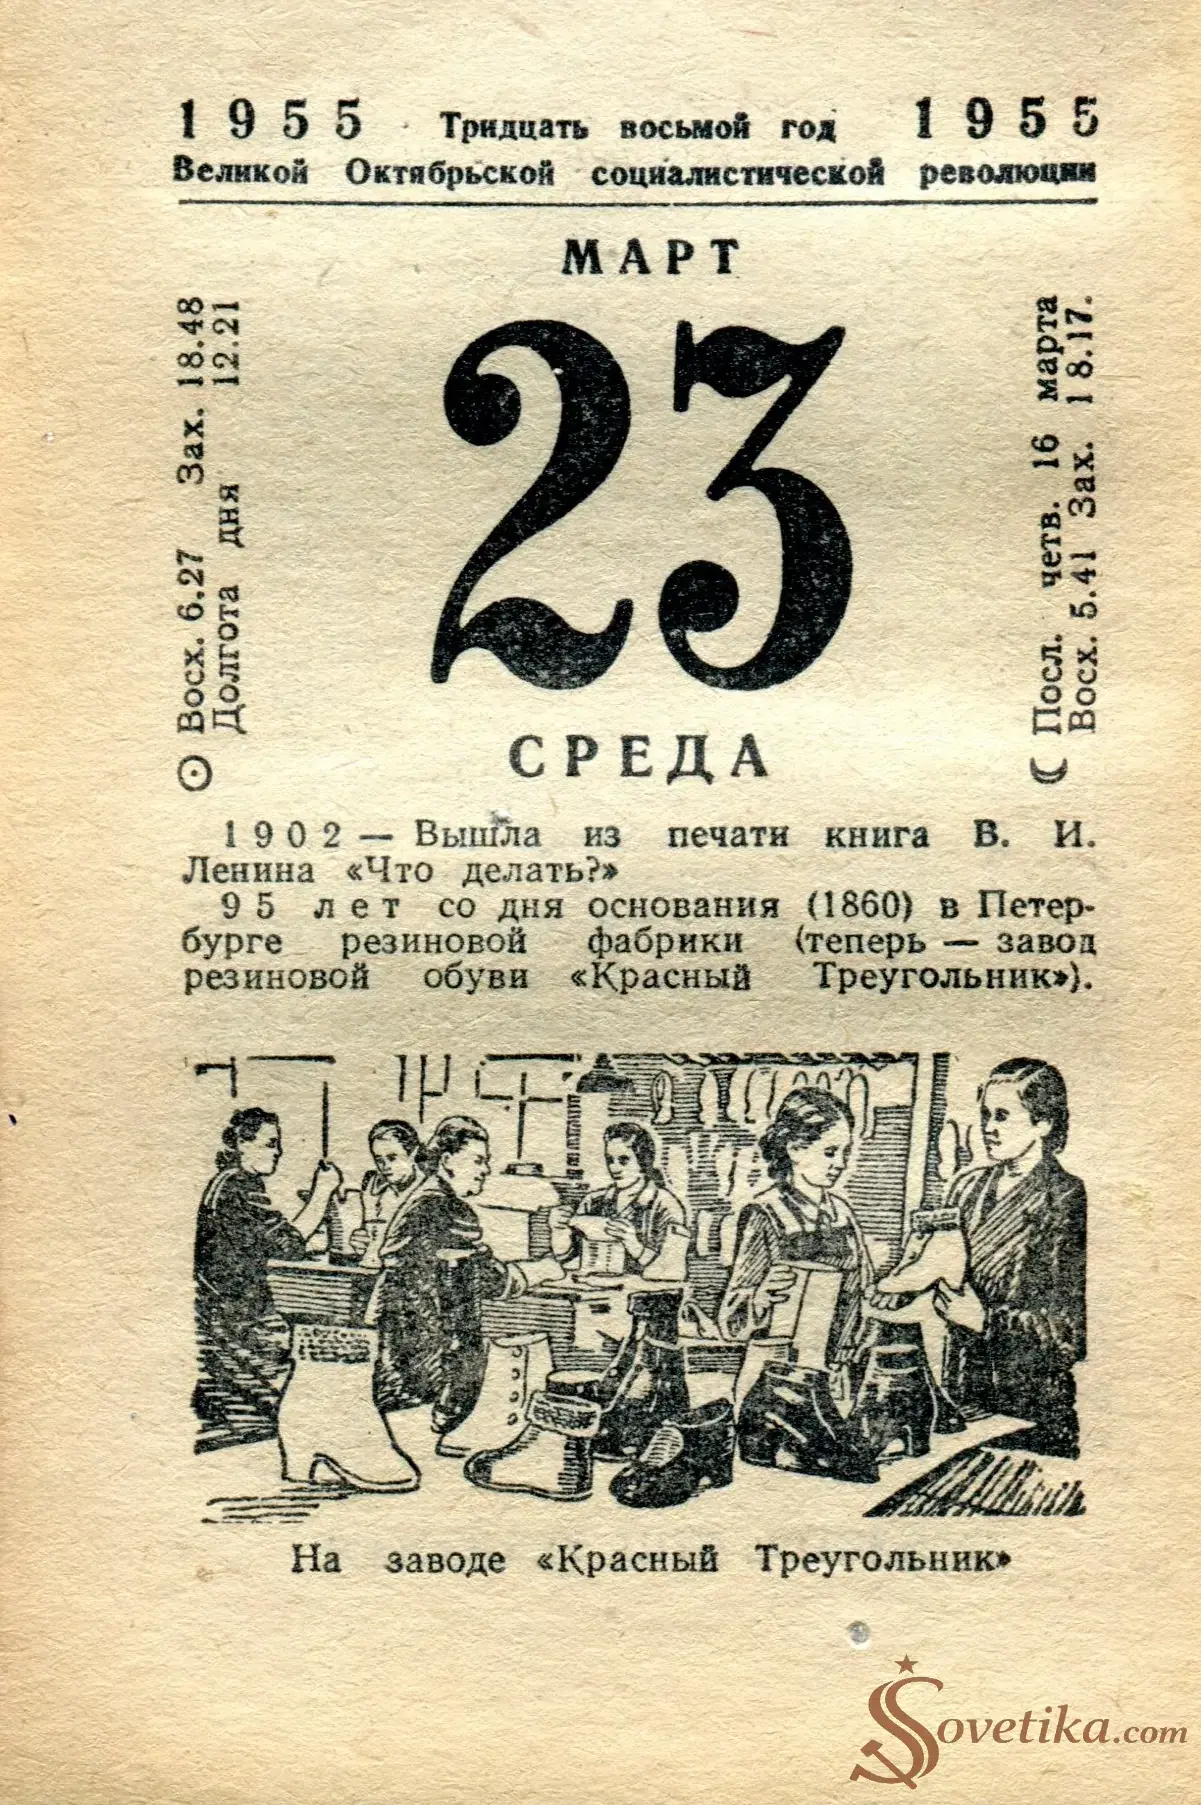 1955 Тридцать восьмой год 1955
Великой Октябрьской социалистической революции
МАРТ
Восх. 6.27 Зах. 18.48
Долгота дня 12.21
23
Посл. четв. 16 марта
Восх. 5.41 Зах. 18.17.
СРЕДА
1902 — Вышла из печати книга В. И.
Ленина «Что делать?»
95 лет со дня основания (1860) в Петер-
бурге резиновой фабрики (теперь — завод
резиновой обуви «Красный Треугольник»).
На заводе «Красный Треугольник»
Sovetika.com